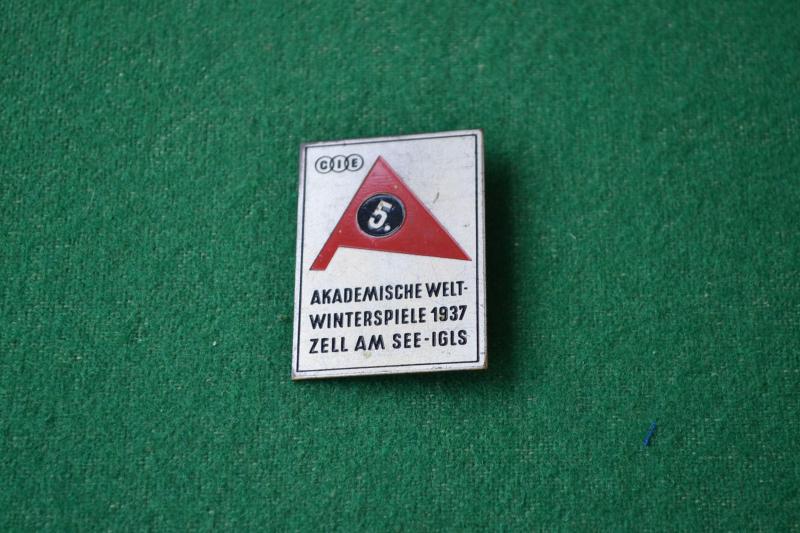 CIE
5.
AKADEMISCHE WELT-
WINTERSPIELE 1937
ZELL AM SEE-IGLS